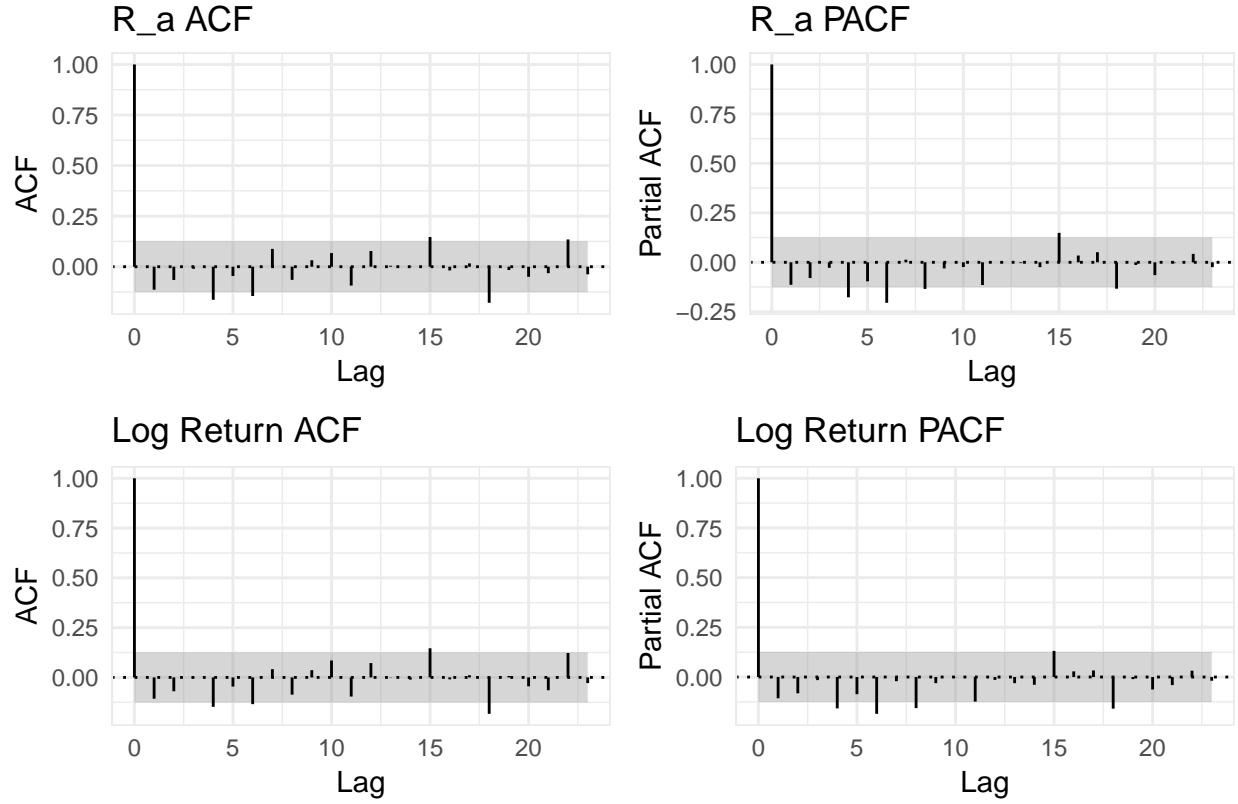 R_a ACF
1.00
0.75
0.50
0.25
0.00
ACF
0 5 10 15 20
Lag
R_a PACF
1.00
0.75
0.50
0.25
0.00
−0.25
Partial ACF
0 5 10 15 20
Lag
Log Return ACF
1.00
0.75
0.50
0.25
0.00
ACF
0 5 10 15 20
Lag
Log Return PACF
1.00
0.75
0.50
0.25
0.00
Partial ACF
0 5 10 15 20
Lag